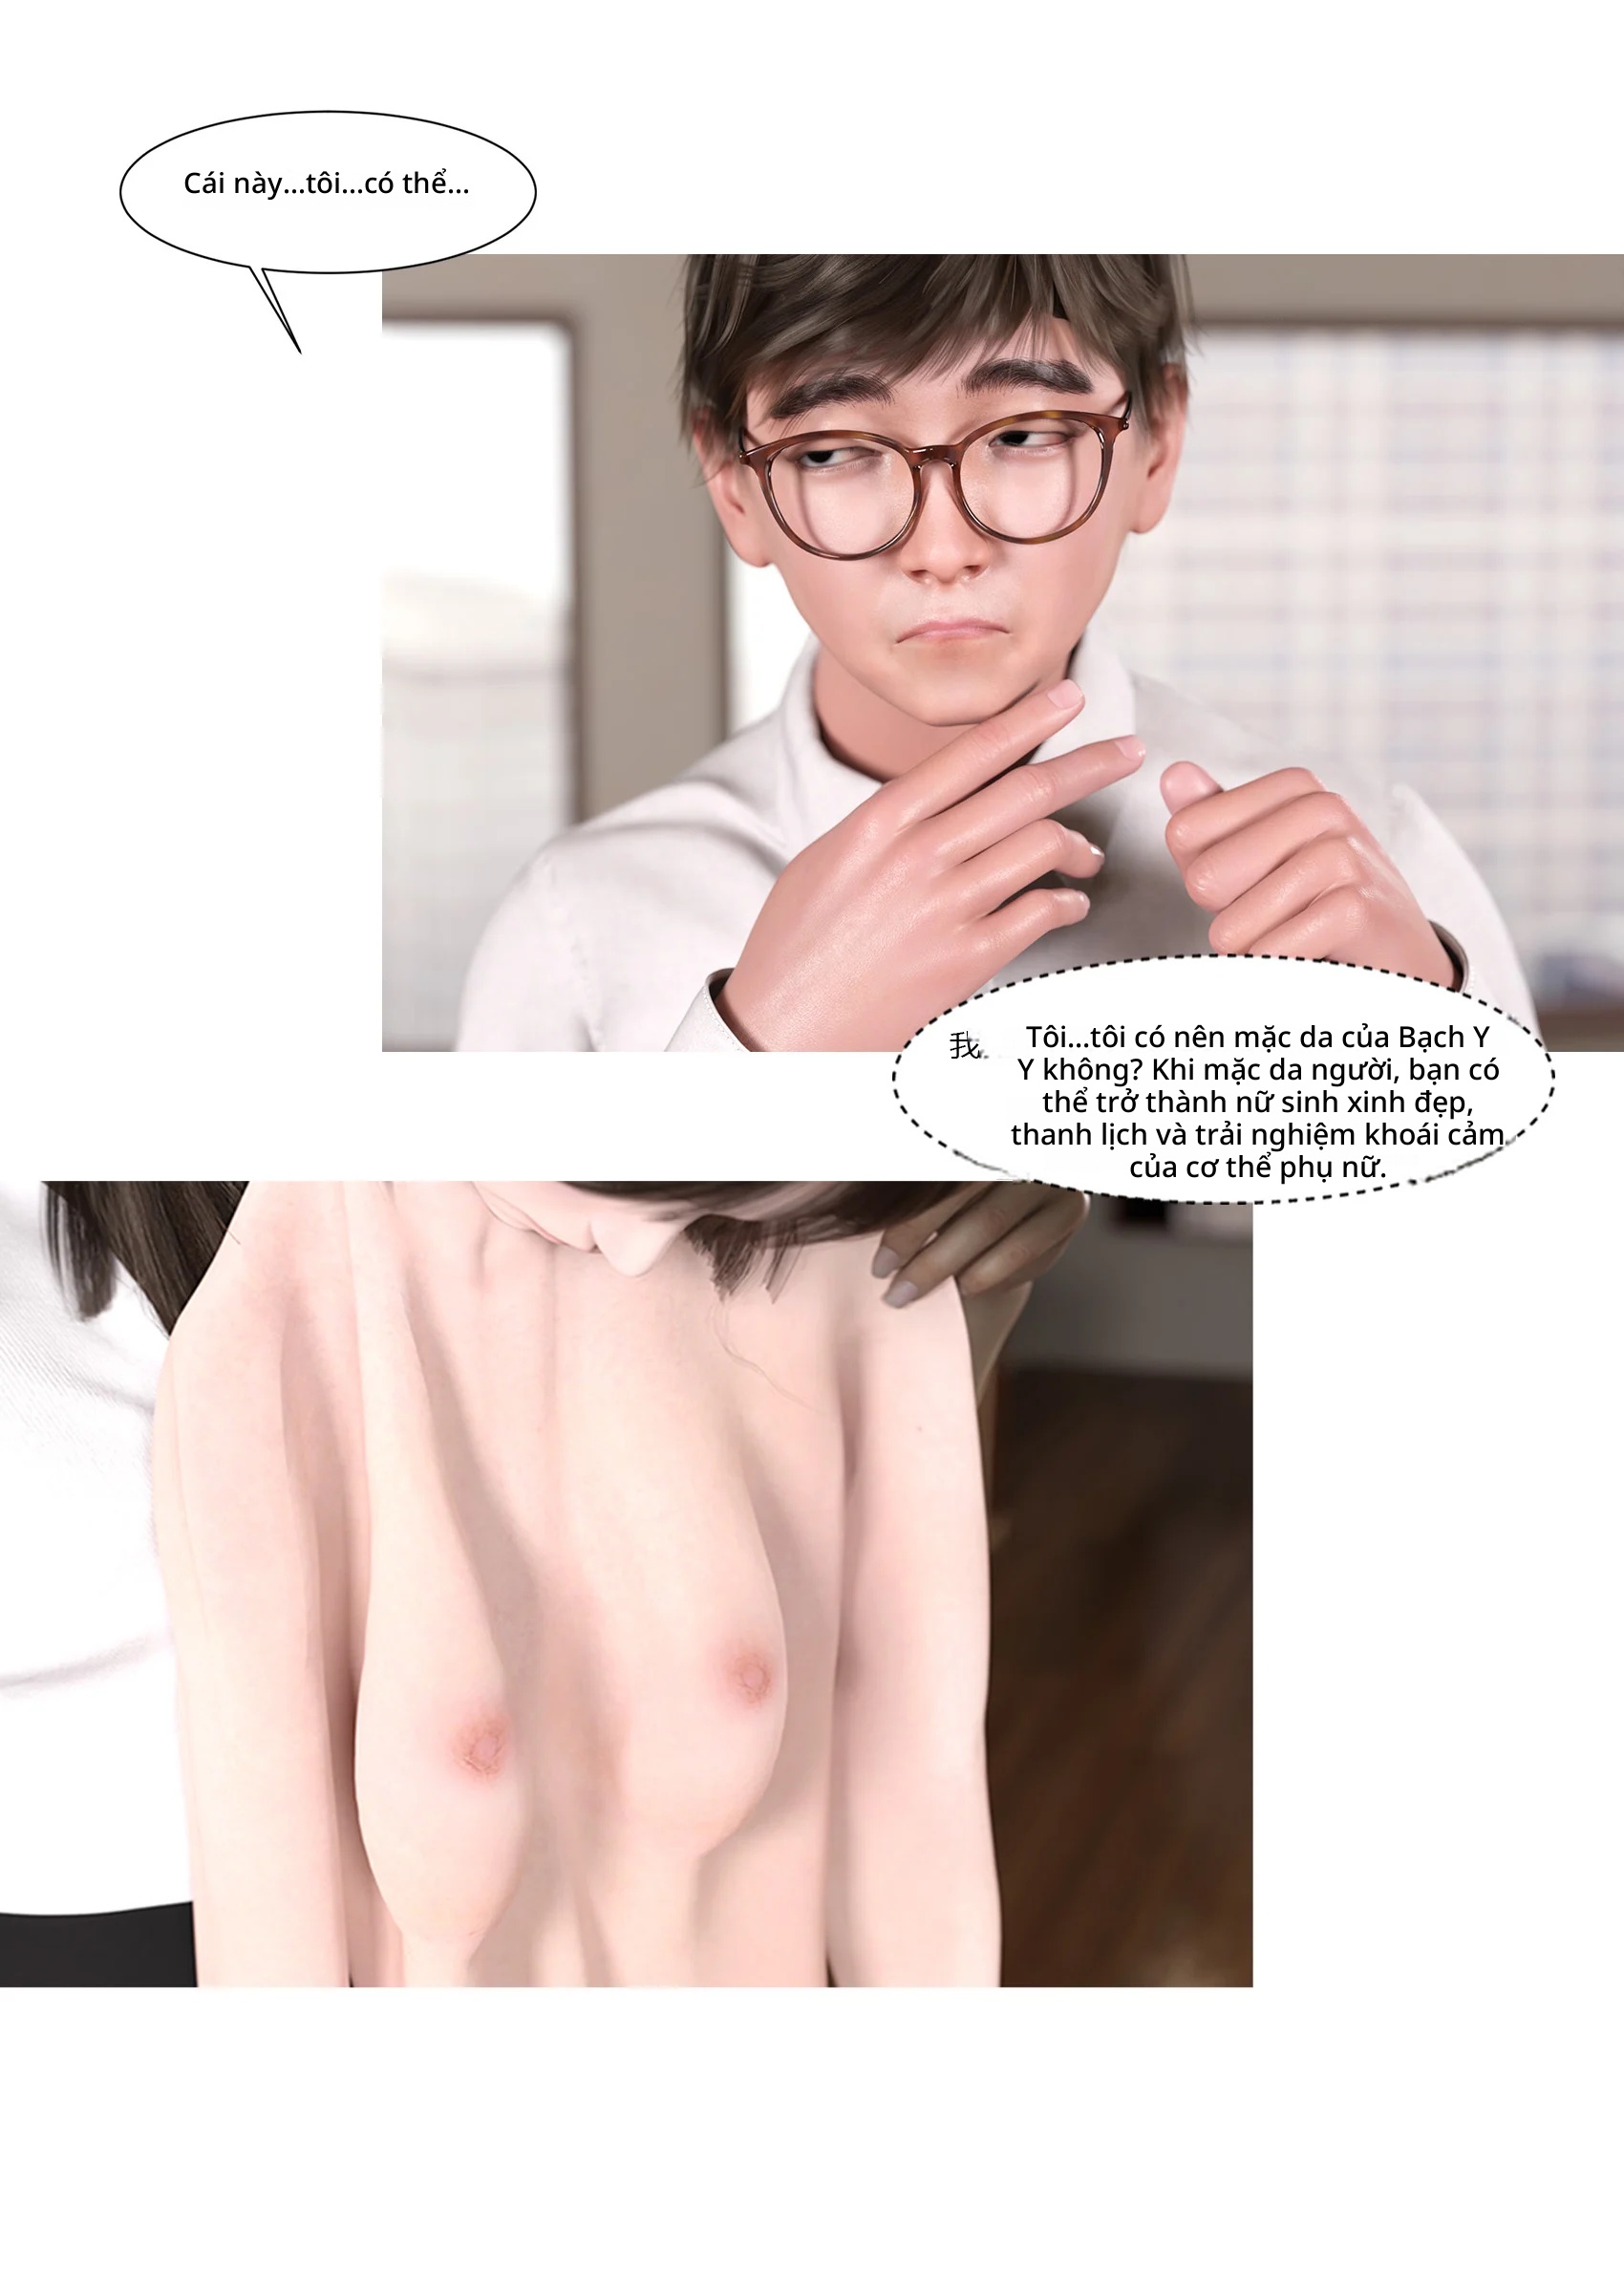 Cái này...tôi...có thể...
我
Tôi...tôi có nên mặc da của Bạch Y
Y không? Khi mặc da người, bạn có
thể trở thành nữ sinh xinh đẹp,
thanh lịch và trải nghiệm khoái cảm
của cơ thể phụ nữ.